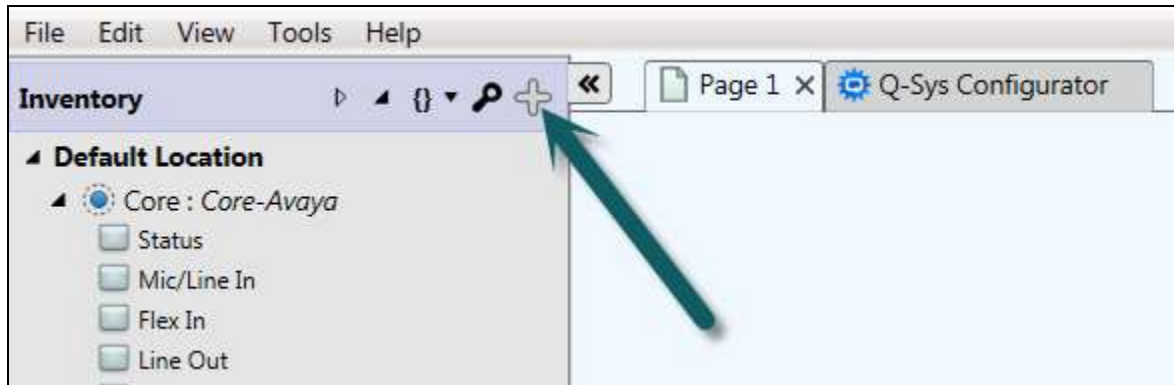 File Edit View Tools Help
Inventory {}
Page 1
Q-Sys Configurator
Default Location
Core : Core-Avaya
Status
Mic/Line In
Flex In
Line Out